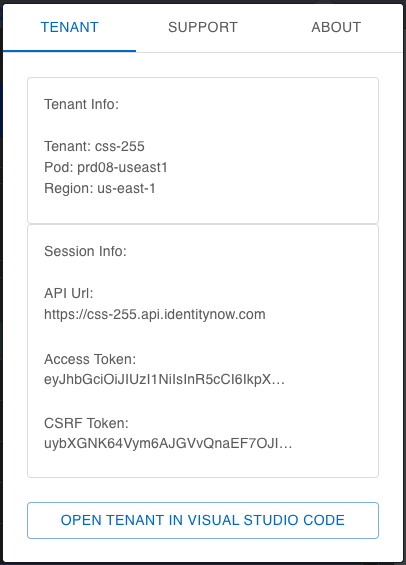 TENANT SUPPORT ABOUT
Tenant Info:
Tenant: css-255
Pod: prd08-useast1
Region: us-east-1
Session Info:
API Url:
https://css-255.api.identitynow.com
Access Token:
eyJhbGciOiJIUzI1NiIsInR5cCI6IkpX...
CSRF Token:
uybXGNK64Vym6AJGVvQnaEF7OJI...
OPEN TENANT IN VISUAL STUDIO CODE